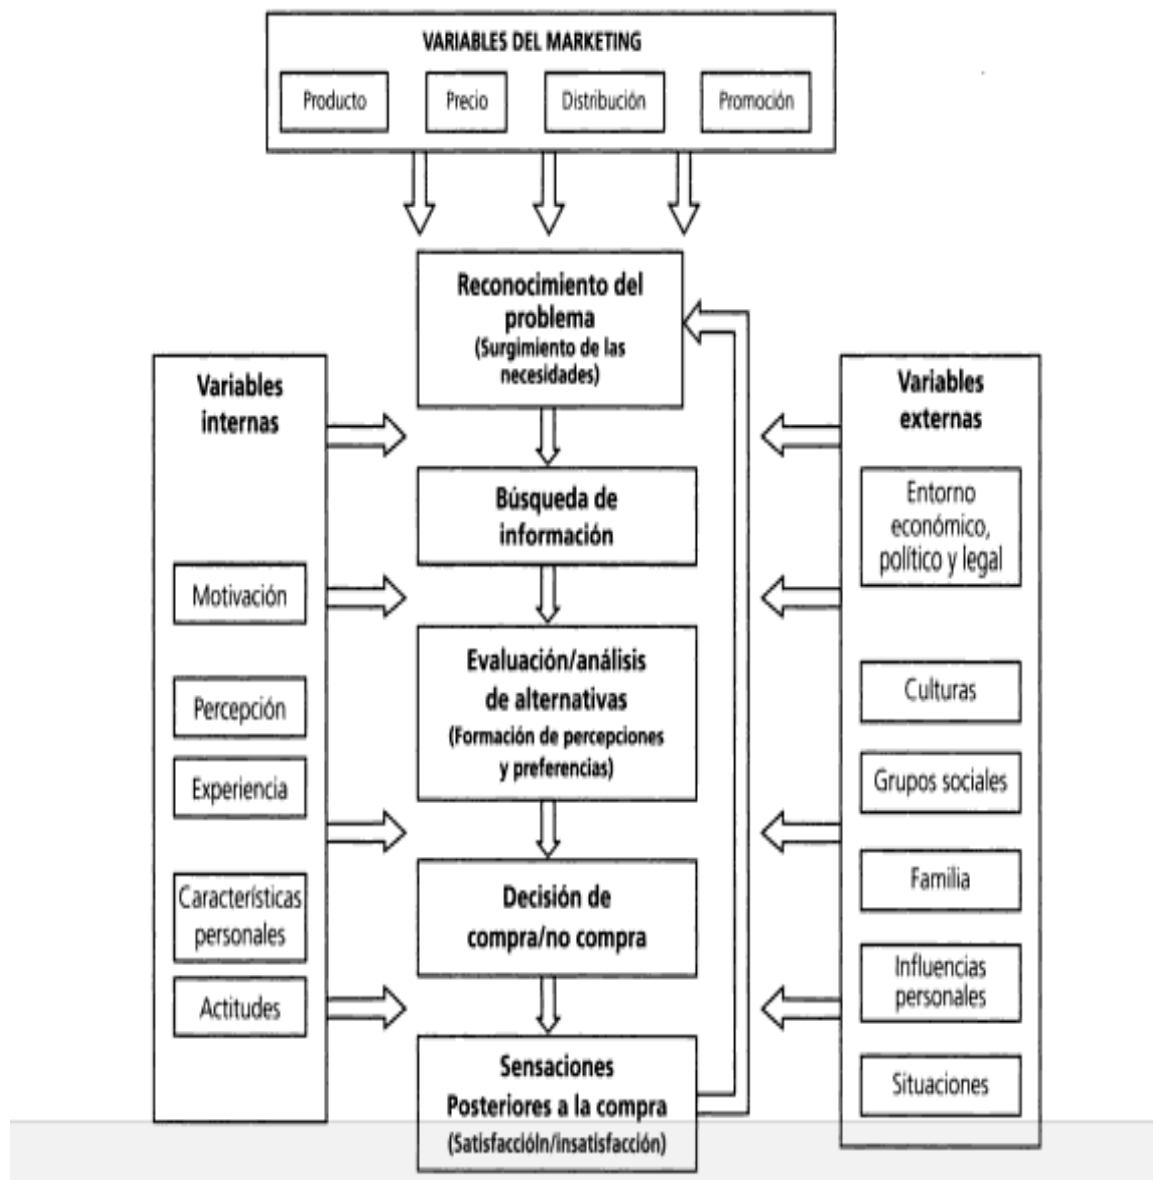 VARIABLES DEL MARKETING
Producto
Precio
Distribución
Promoción
Reconocimiento del
problema
(Surgimiento de las
necesidades)
Variables
internas
Motivación
Percepción
Experiencia
Características
personales
Actitudes
Búsqueda de
información
Evaluación/análisis
de alternativas
(Formación de percepciones
y preferencias)
Decisión de
compra/no compra
Sensaciones
Posteriores a la compra
(Satisfaccióln/insatisfacción)
Variables
externas
Entorno
económico,
político y legal
Culturas
Grupos sociales
Familia
Influencias
personales
Situaciones